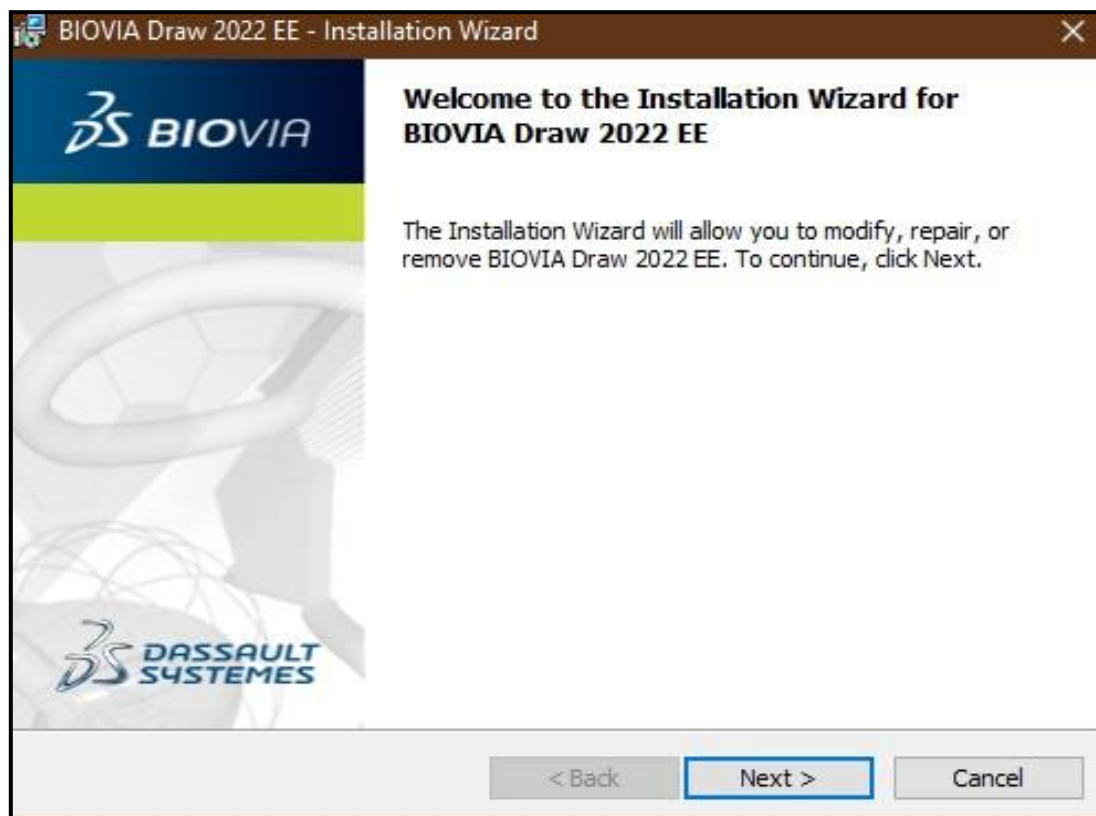 BIOVIA Draw 2022 EE - Installation Wizard
BIOVIA
Welcome to the Installation Wizard for
BIOVIA Draw 2022 EE
The Installation Wizard will allow you to modify, repair, or
remove BIOVIA Draw 2022 EE. To continue, click Next.
DASSAULT
SYSTEMES
< Back
Next >
Cancel